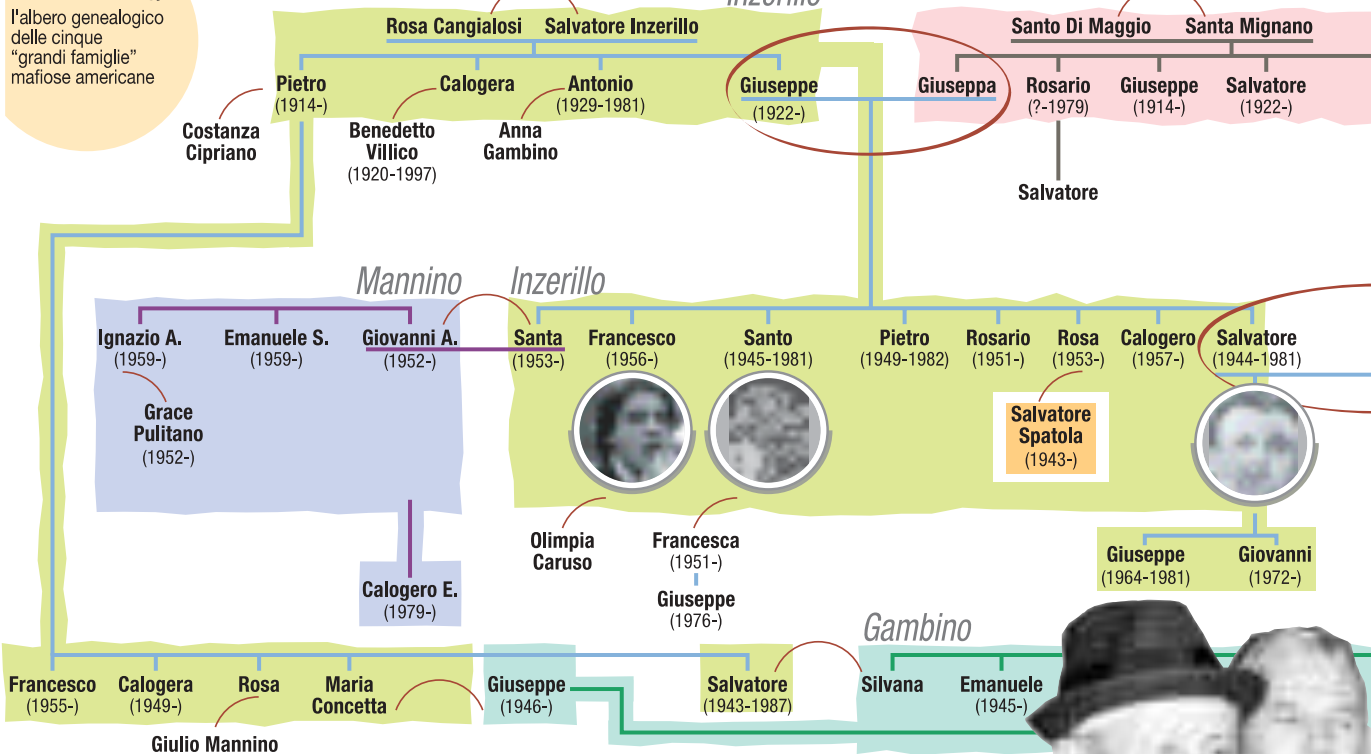 l'albero genealogico
delle cinque
“grandi famiglie”
mafiose americane
Inzerillo
Rosa Cangialosi
Salvatore Inzerillo
Santo Di Maggio
Santa Mignano
Pietro
(1914-)
Calogera
Antonio
(1929-1981)
Giuseppe
(1922-)
Giuseppa
Rosario
(?-1979)
Giuseppe
(1914-)
Salvatore
(1922-)
Costanza
Cipriano
Benedetto
Villico
(1920-1997)
Anna
Gambino
Salvatore
Mannino
Inzerillo
Ignazio A.
(1959-)
Emanuele S.
(1959-)
Giovanni A.
(1952-)
Santa
(1953-)
Francesco
(1956-)
Santo
(1945-1981)
Pietro
(1949-1982)
Rosario
(1951-)
Rosa
(1953-)
Calogero
(1957-)
Salvatore
(1944-1981)
Grace
Pulitano
(1952-)
Salvatore
Spatola
(1943-)
Olimpia
Caruso
Francesca
(1951-)
Giuseppe
(1976-)
Giuseppe
(1964-1981)
Giovanni
(1972-)
Calogero E.
(1979-)
Gambino
Francesco
(1955-)
Calogera
(1949-)
Rosa
Maria
Concetta
Giuseppe
(1946-)
Salvatore
(1943-1987)
Silvana
Emanuele
(1945-)
Giulio Mannino